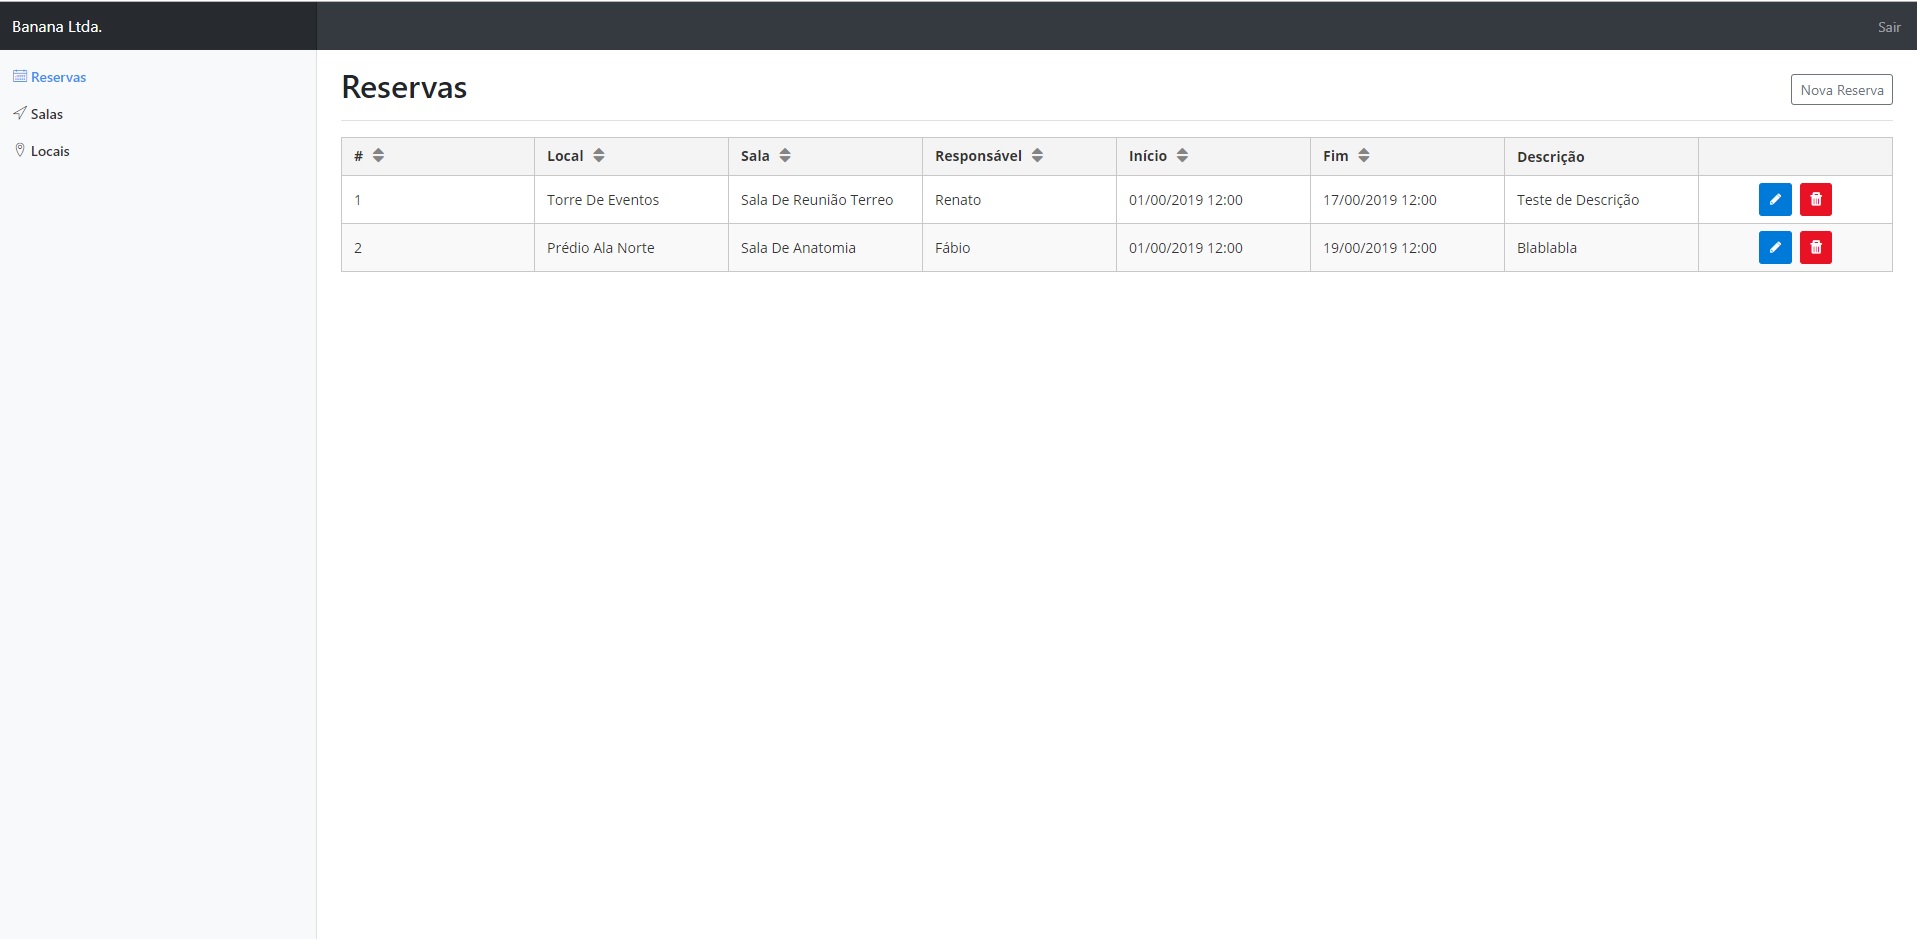 Banana Ltda.
Sair
Reservas
Salas
Locais
Reservas
Nova Reserva
# Local Sala Responsável Início Fim Descrição
1 Torre De Eventos Sala De Reunião Terreo Renato 01/00/2019 12:00 17/00/2019 12:00 Teste de Descrição
2 Prédio Ala Norte Sala De Anatomia Fábio 01/00/2019 12:00 19/00/2019 12:00 Blablabla